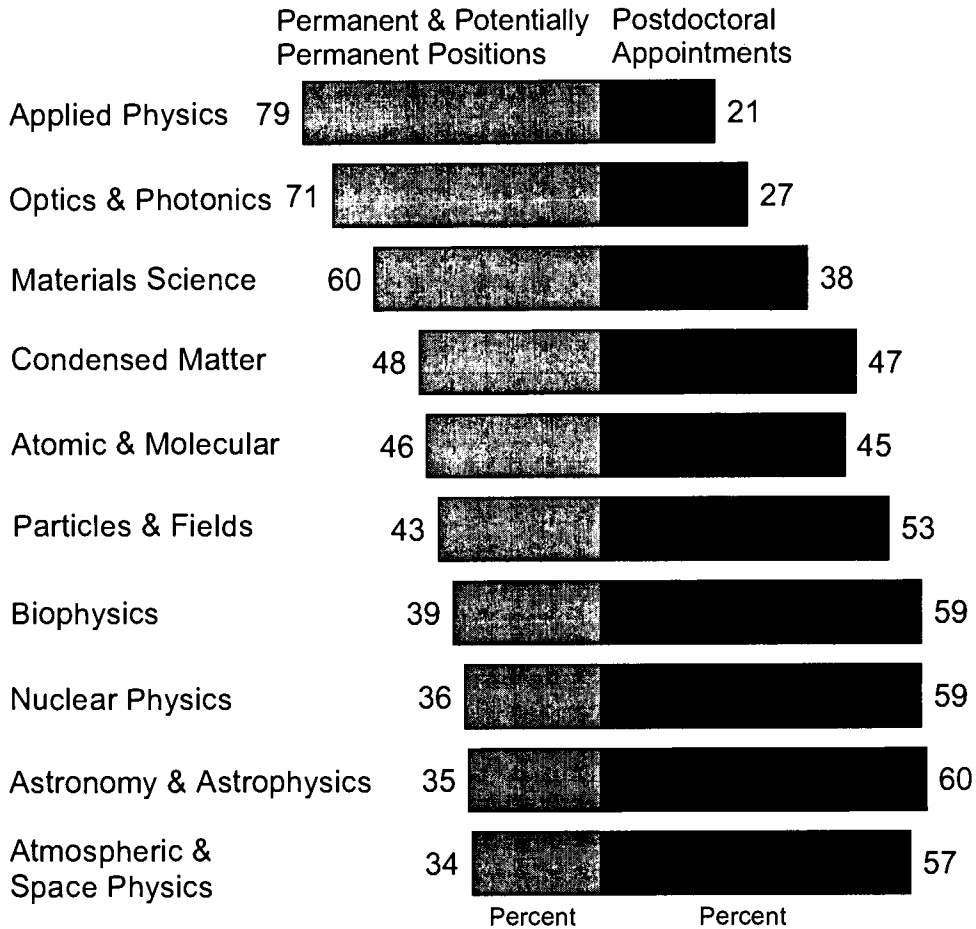 Permanent & Potentially Postdoctoral
Permanent Positions Appointments
Applied Physics 79 21
Optics & Photonics 71 27
Materials Science 60 38
Condensed Matter 48 47
Atomic & Molecular 46 45
Particles & Fields 43 53
Biophysics 39 59
Nuclear Physics 36 59
Astronomy & Astrophysics 35 60
Atmospheric &
Space Physics 34 57
Percent Percent